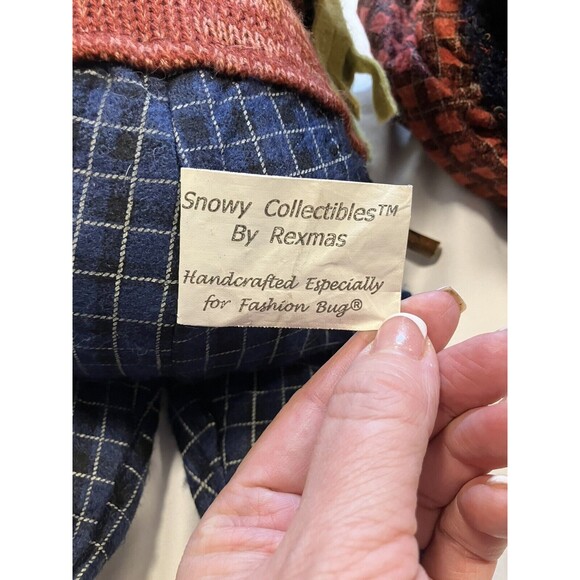 Snowy Collectibles™
By Rexmas
Handcrafted Especially
for Fashion Bug®